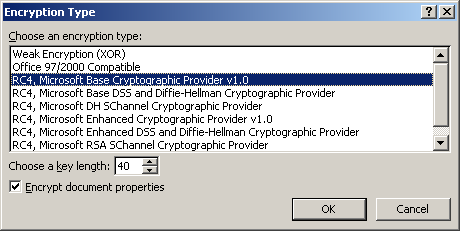 Encryption Type
Choose an encryption type:
Weak Encryption (XOR)
Office 97/2000 Compatible
RC4, Microsoft Base Cryptographic Provider v1.0
RC4, Microsoft Base DSS and Diffie-Hellman Cryptographic Provider
RC4, Microsoft DH SChannel Cryptographic Provider
RC4, Microsoft Enhanced Cryptographic Provider v1.0
RC4, Microsoft Enhanced DSS and Diffie-Hellman Cryptographic Provider
RC4, Microsoft RSA SChannel Cryptographic Provider
Choose a key length: 40
Encrypt document properties
OK Cancel